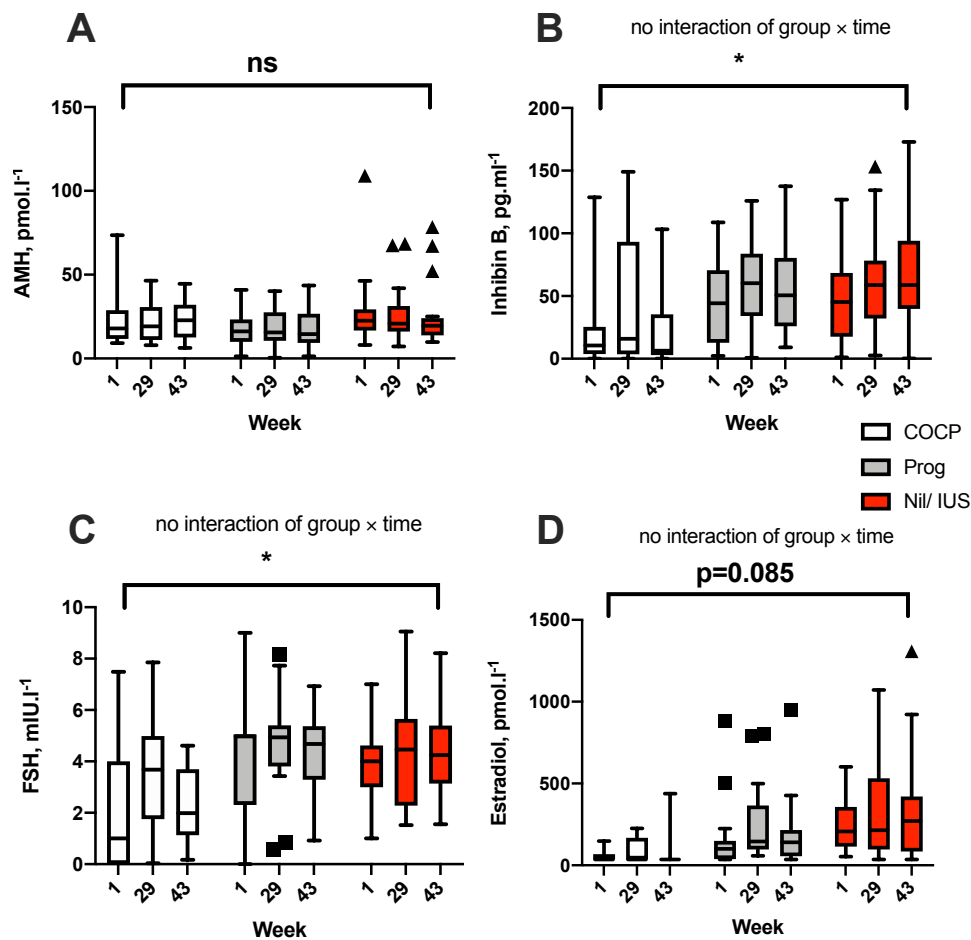 A
ns
AMH, pmol.l-1
150
100
50
0
1 29 43 1 29 43 1 29 43
Week
B
no interaction of group × time
*
Inhibin B, pg.ml-1
200
150
100
50
0
1 29 43 1 29 43 1 29 43
Week
COCP
Prog
Nil/ IUS
C
no interaction of group × time
*
FSH, mIU.l-1
10
8
6
4
2
0
1 29 43 1 29 43 1 29 43
Week
D
no interaction of group × time
p=0.085
Estradiol, pmol.l-1
1500
1000
500
0
1 29 43 1 29 43 1 29 43
Week